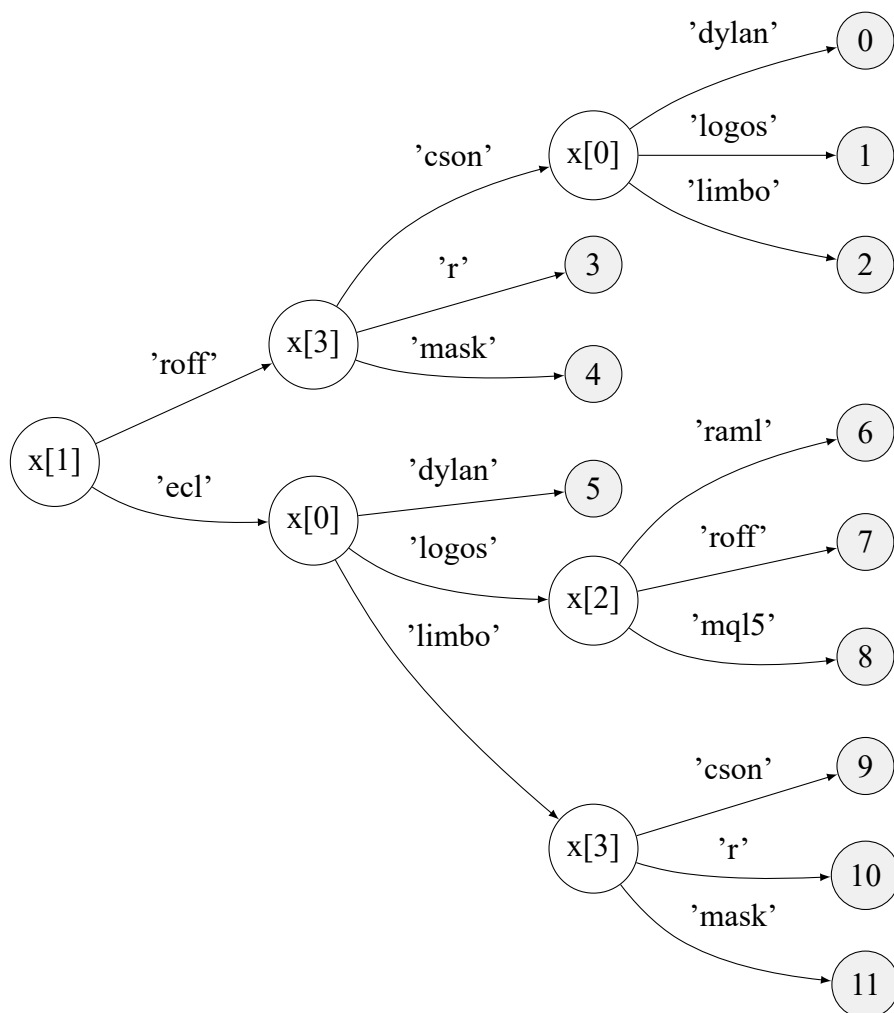 ’dylan’
0
’logos’
1
’cson’
x[0]
’limbo’
2
’r’
3
x[3]
’mask’
4
’roff’
’raml’
6
x[1]
’ecl’
’dylan’
5
x[0]
’logos’
’roff’
7
x[2]
’mql5’
8
’limbo’
’cson’
9
x[3]
’r’
10
’mask’
11